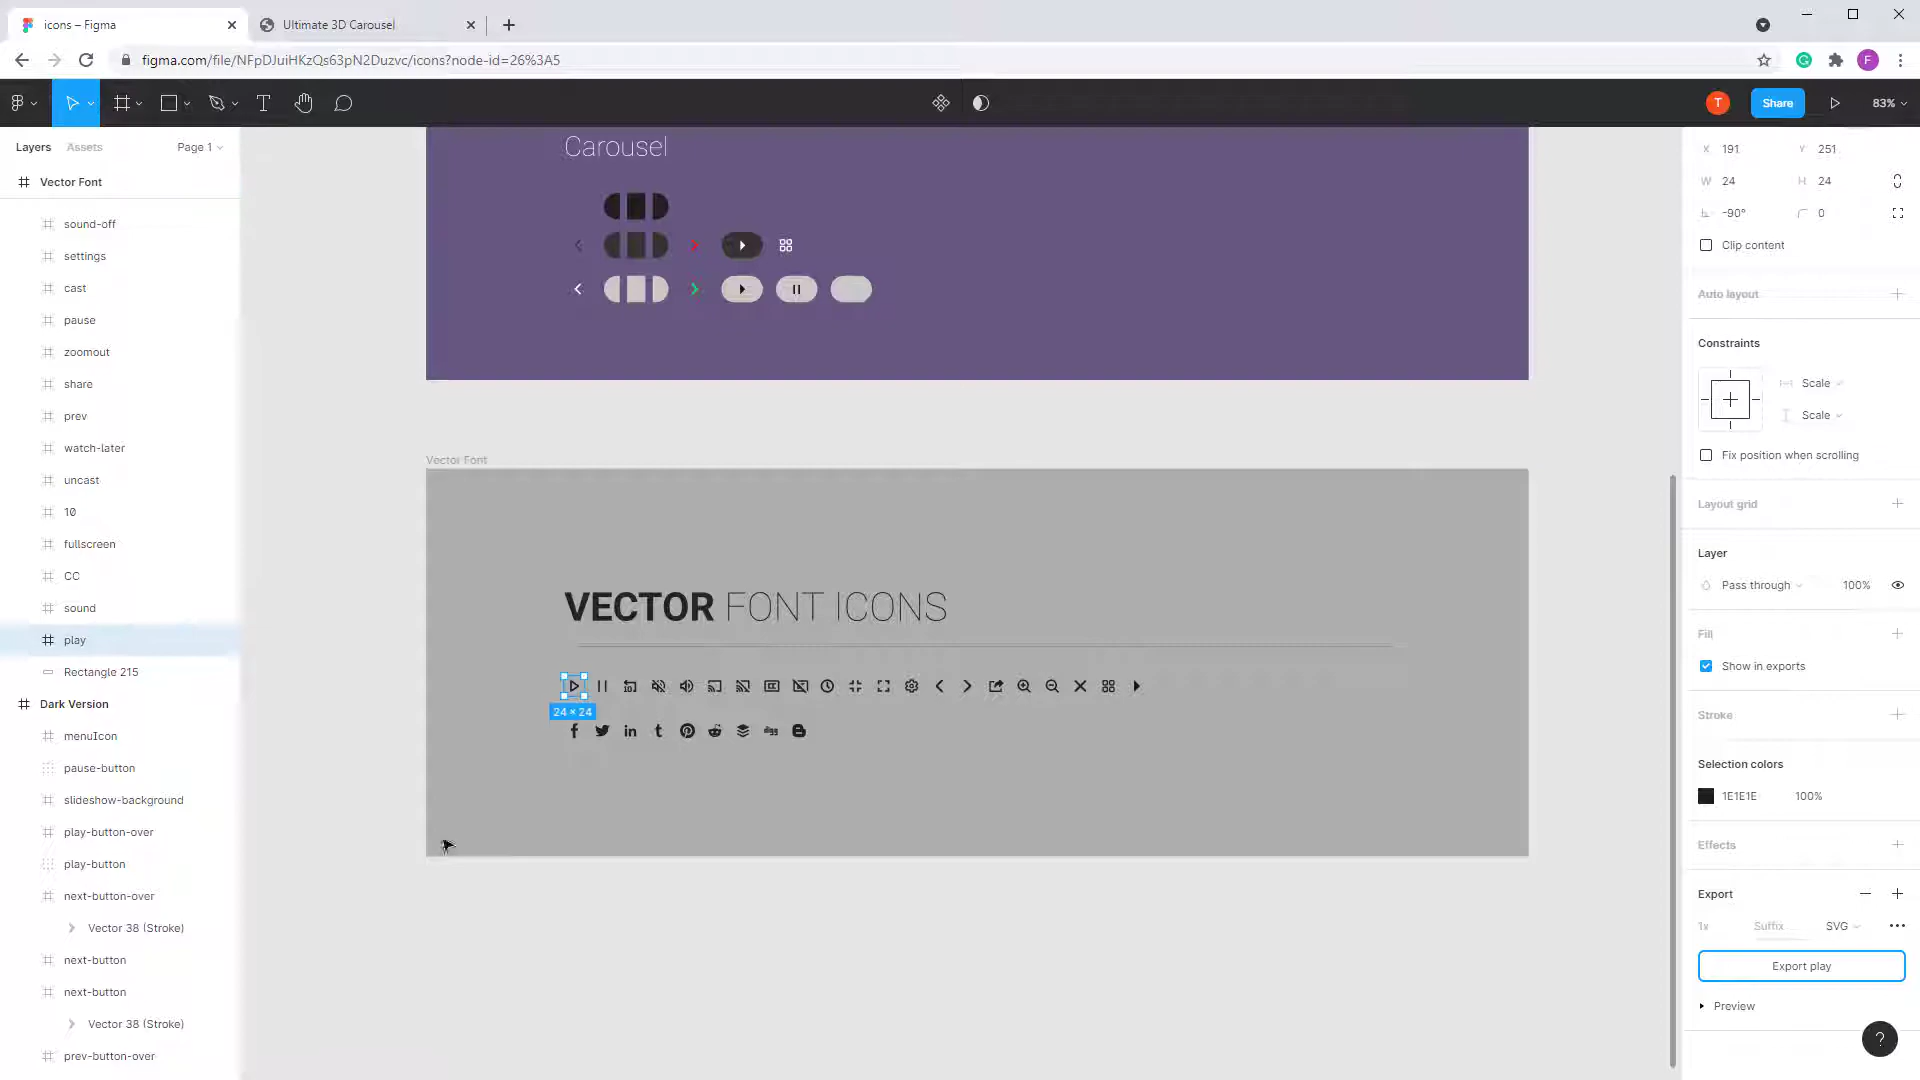 icons – Figma
Ultimate 3D Carousel
figma.com/file/NFpDJuiHKzQs63pN2Duzvc/icons?node-id=26%3A5
F
T
Share
83%
Layers
Assets
Page 1
Vector Font
sound-off
settings
cast
pause
zoomout
share
prev
watch-later
uncast
10
fullscreen
CC
sound
play
Rectangle 215
Dark Version
menuIcon
pause-button
slideshow-background
play-button-over
play-button
next-button-over
Vector 38 (Stroke)
next-button
next-button
Vector 38 (Stroke)
prev-button-over
Carousel
Vector Font
VECTOR FONT ICONS
24 × 24
X 191
Y 251
W 24
H 24
-90°
0
Clip content
Auto layout
Constraints
Scale
Scale
Fix position when scrolling
Layout grid
Layer
Pass through
100%
Fill
Show in exports
Stroke
Selection colors
1E1E1E
100%
Effects
Export
1x
Suffix
SVG
Export play
Preview
?